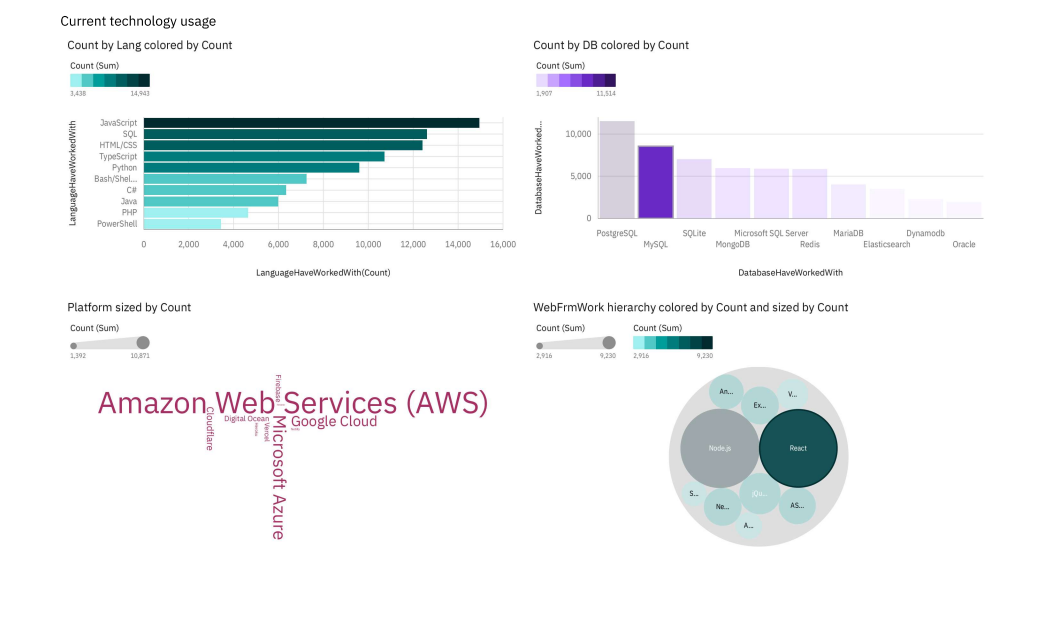 Current technology usage
Count by Lang colored by Count
Count (Sum)
3,438 14,943
LanguageHaveWorkedWith
JavaScript
SQL
HTML/CSS
TypeScript
Python
Bash/Shel...
C#
Java
PHP
PowerShell
0 2,000 4,000 6,000 8,000 10,000 12,000 14,000 16,000
LanguageHaveWorkedWith(Count)
Count by DB colored by Count
Count (Sum)
1,907 11,514
DatabaseHaveWorked...
10,000
5,000
0
PostgreSQL SQLite Microsoft SQL Server MariaDB Dynamodb
MySQL MongoDB Redis Elasticsearch Oracle
DatabaseHaveWorkedWith
Platform sized by Count
Count (Sum)
1,392 10,871
Firebase
Amazon Web Services (AWS)
Cloudflare
Digital Ocean
Vercel
Microsoft Azure
Google Cloud
WebFrmWork hierarchy colored by Count and sized by Count
Count (Sum) Count (Sum)
2,916 9,230 2,916 9,230
An...
Ex...
V...
Node.js
React
S...
jQu...
Ne...
AS...
A...